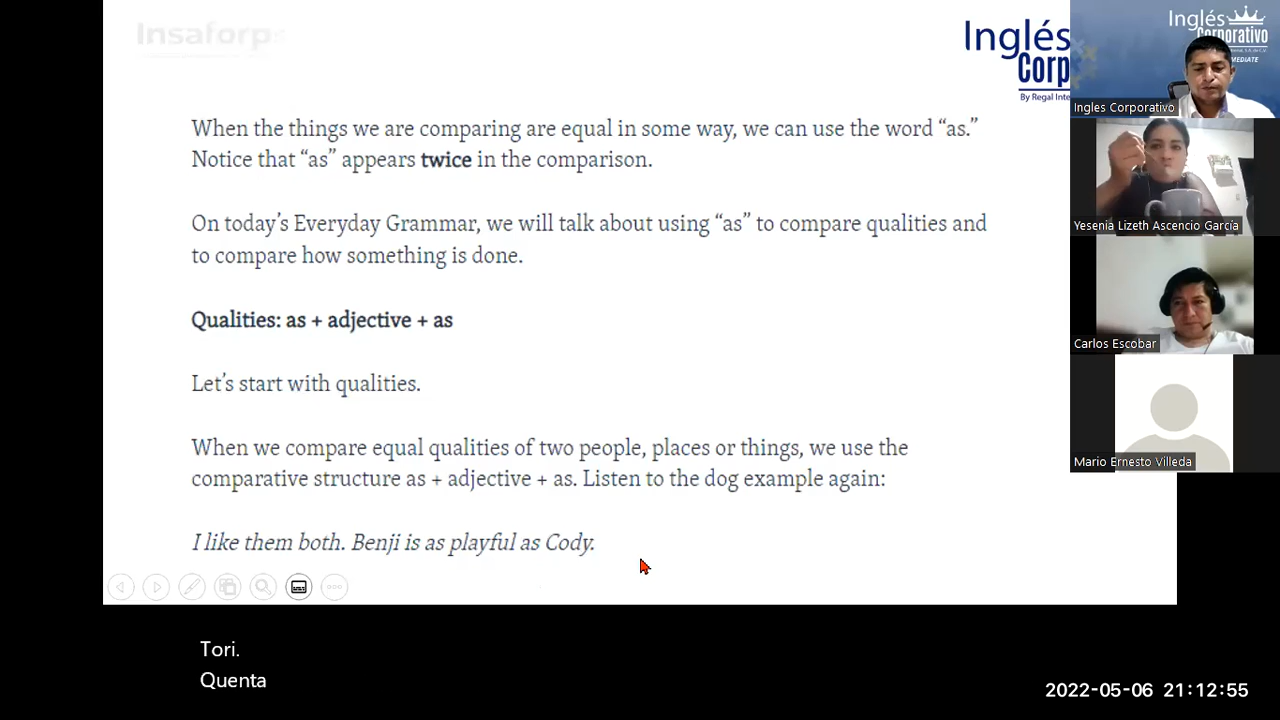 Insaforp
Inglés
Corp
By Regal Inte
When the things we are comparing are equal in some way, we can use the word “as.”
Notice that “as” appears twice in the comparison.
On today’s Everyday Grammar, we will talk about using “as” to compare qualities and
to compare how something is done.
Qualities: as + adjective + as
Let’s start with qualities.
When we compare equal qualities of two people, places or things, we use the
comparative structure as + adjective + as. Listen to the dog example again:
I like them both. Benji is as playful as Cody.
Inglés
Corporativo
Ingles Corporativo
Yesenia Lizeth Ascencio García
Carlos Escobar
Mario Ernesto Villeda
Tori.
Quenta
2022-05-06 21:12:55